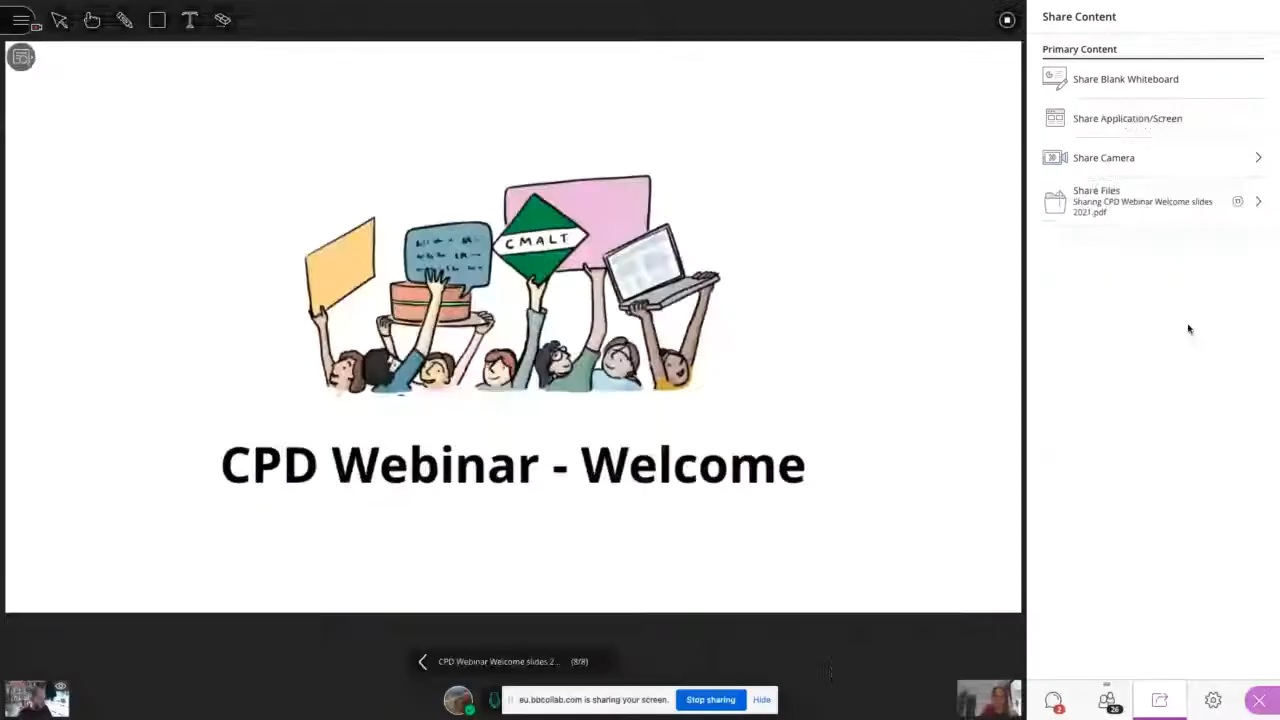 Share Content
Primary Content
Share Blank Whiteboard
Share Application/Screen
Share Camera
Share Files
Sharing CPD Webinar Welcome slides
2021.pdf
CMALT
CPD Webinar - Welcome
CPD Webinar Welcome slides 2... (8/8)
eu.bbcollab.com is sharing your screen.
Stop sharing
Hide
2
26